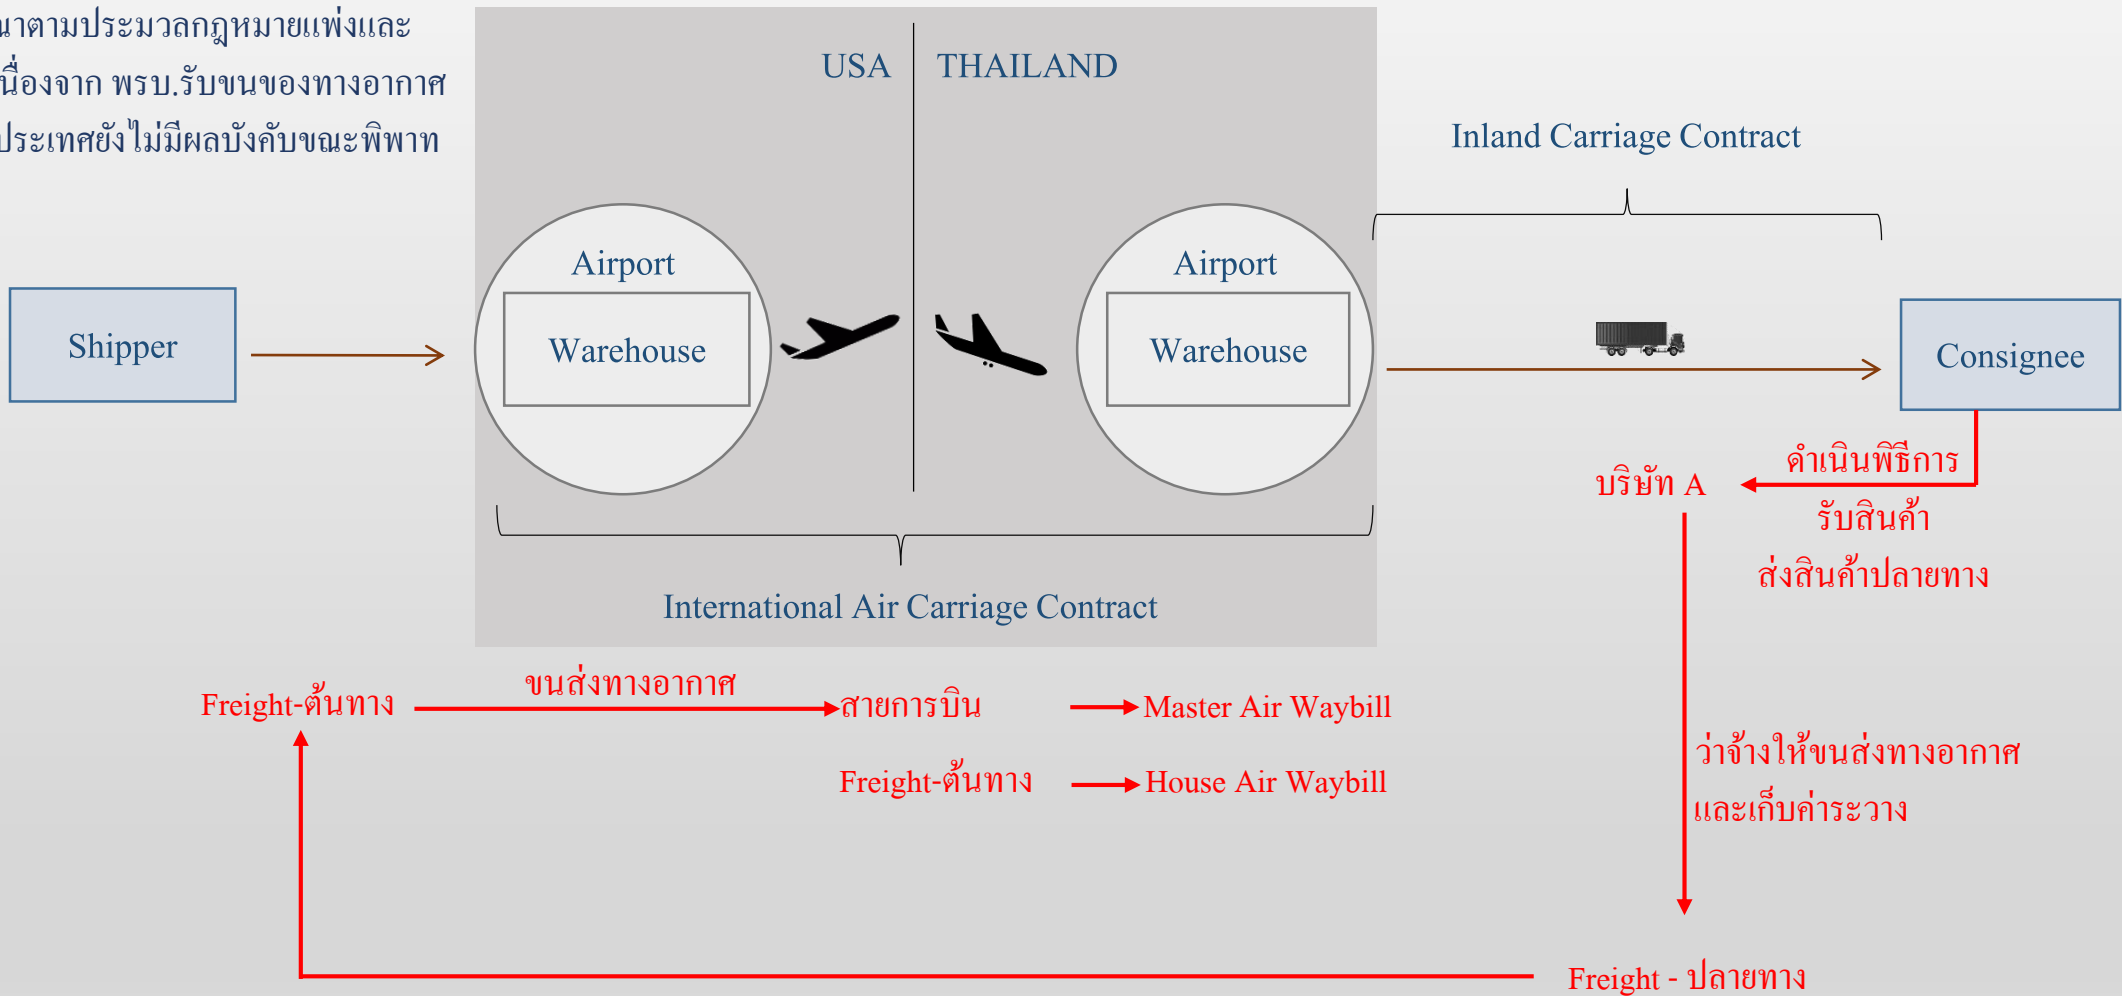 ณาตามประมวลกฎหมายแพ่งและ
นื่องจาก พรบ.รับขนของทางอากาศ
ประเทศยังไม่มีผลบังคับขณะพิพาท
USA
THAILAND
Inland Carriage Contract
Airport
Warehouse
Airport
Warehouse
Shipper
Consignee
International Air Carriage Contract
ดำเนินพิธีการ
บริษัท A
รับสินค้า
ส่งสินค้าปลายทาง
Freight-ต้นทาง
ขนส่งทางอากาศ
สายการบิน
Master Air Waybill
Freight-ต้นทาง
House Air Waybill
ว่าจ้างให้ขนส่งทางอากาศ
และเก็บค่าระวาง
Freight - ปลายทาง